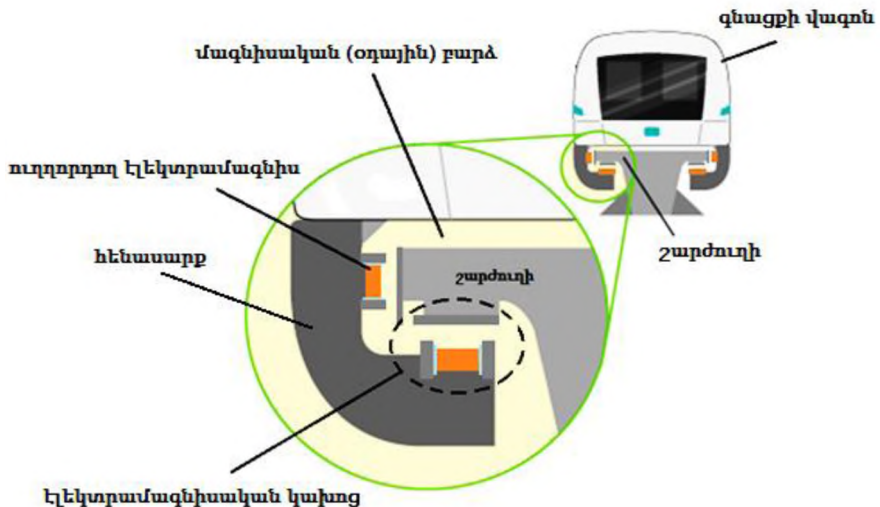 գնացքի վագոն
մագնիսական (օդային) բարձ
ուղղորդող էլեկտրամագնիս
հենասարք
շարժուղի
շարժուղի
էլեկտրամագնիսական կախոց